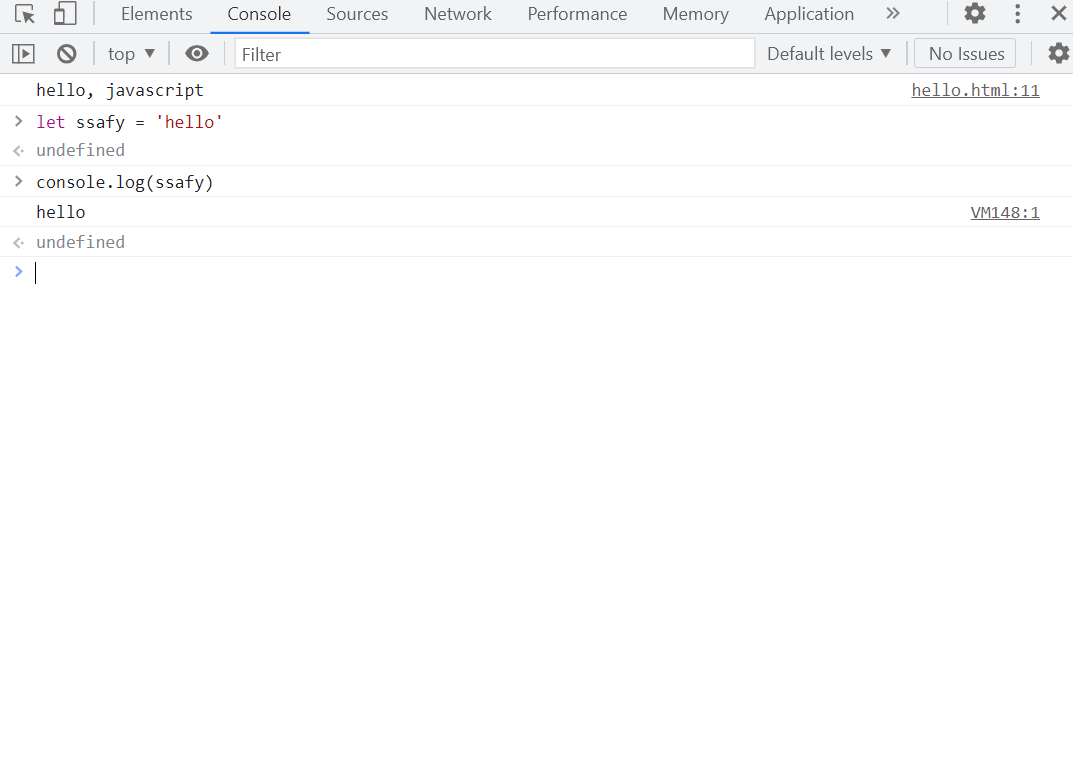 Elements Console Sources Network Performance Memory Application
top Filter Default levels No Issues
hello, javascript hello.html:11
let ssafy = 'hello'
undefined
console.log(ssafy)
hello VM148:1
undefined